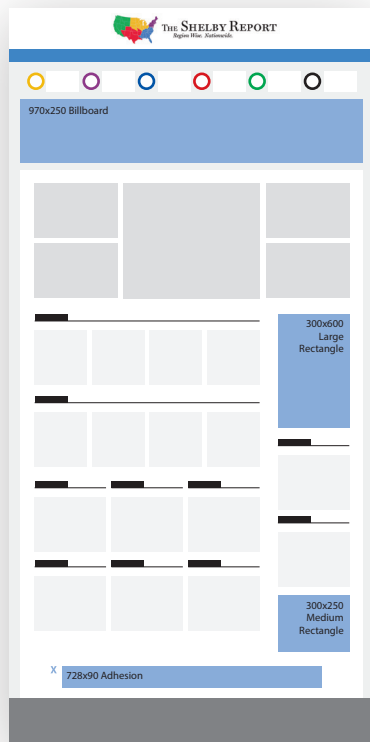 THE SHELBY REPORT
Region Wise. Nationwide.
970x250 Billboard
300x600
Large
Rectangle
300x250
Medium
Rectangle
X
728x90 Adhesion